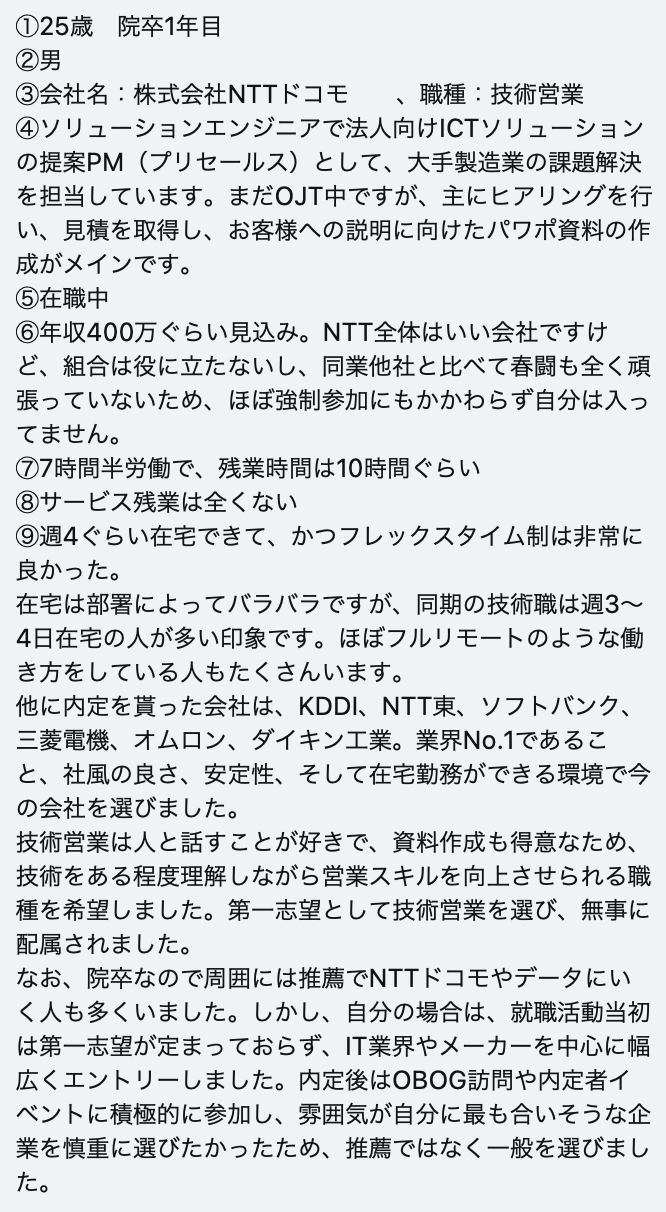 ①25歳　院卒1年目
②男
③会社名：株式会社NTTドコモ　　、職種：技術営業
④ソリューションエンジニアで法人向けICTソリューション
の提案PM（プリセールス）として、大手製造業の課題解決
を担当しています。まだOJT中ですが、主にヒアリングを行
い、見積を取得し、お客様への説明に向けたパワポ資料の作
成がメインです。
⑤在職中
⑥年収400万ぐらい見込み。NTT全体はいい会社ですけ
ど、組合は役に立たないし、同業他社と比べて春闘も全く頑
張っていないため、ほぼ強制参加にもかかわらず自分は入っ
てません。
⑦7時間半労働で、残業時間は10時間ぐらい
⑧サービス残業は全くない
⑨週4ぐらい在宅できて、かつフレックスタイム制は非常に
良かった。
在宅は部署によってバラバラですが、同期の技術職は週3〜
4日在宅の人が多い印象です。ほぼフルリモートのような働
き方をしている人もたくさんいます。
他に内定を貰った会社は、KDDI、NTT東、ソフトバンク、
三菱電機、オムロン、ダイキン工業。業界No.1であるこ
と、社風の良さ、安定性、そして在宅勤務ができる環境で今
の会社を選びました。
技術営業は人と話すことが好きで、資料作成も得意なため、
技術をある程度理解しながら営業スキルを向上させられる職
種を希望しました。第一志望として技術営業を選び、無事に
配属されました。
なお、院卒なので周囲には推薦でNTTドコモやデータにい
く人も多くいました。しかし、自分の場合は、就職活動当初
は第一志望が定まっておらず、IT業界やメーカーを中心に幅
広くエントリーしました。内定後はOBOG訪問や内定者イ
ベントに積極的に参加し、雰囲気が自分に最も合いそうな企
業を慎重に選びたかったため、推薦ではなく一般を選びまし
た。